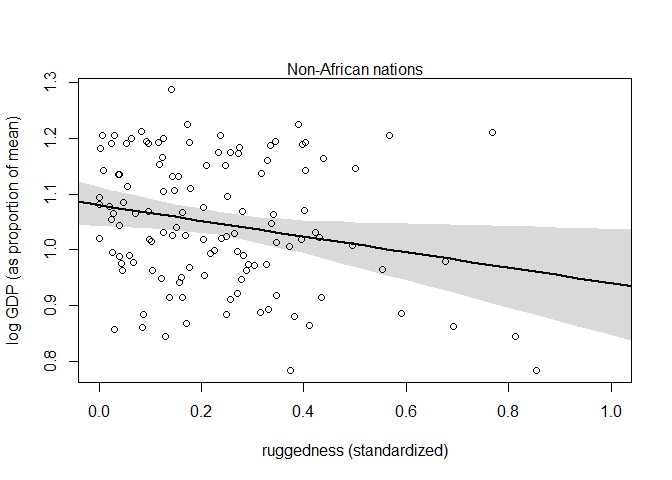 Non-African nations
log GDP (as proportion of mean)
1.3
1.2
1.1
1.0
0.9
0.8
0.0 0.2 0.4 0.6 0.8 1.0
ruggedness (standardized)